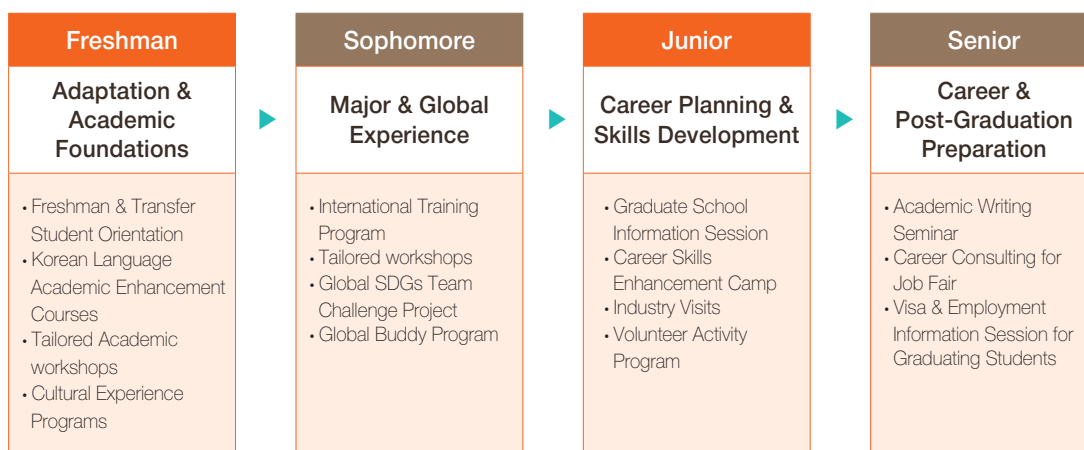 Freshman
Adaptation &
Academic
Foundations
• Freshman & Transfer
Student Orientation
• Korean Language
Academic Enhancement
Courses
• Tailored Academic
workshops
• Cultural Experience
Programs
Sophomore
Major & Global
Experience
• International Training
Program
• Tailored workshops
• Global SDGs Team
Challenge Project
• Global Buddy Program
Junior
Career Planning &
Skills Development
• Graduate School
Information Session
• Career Skills
Enhancement Camp
• Industry Visits
• Volunteer Activity
Program
Senior
Career &
Post-Graduation
Preparation
• Academic Writing
Seminar
• Career Consulting for
Job Fair
• Visa & Employment
Information Session for
Graduating Students